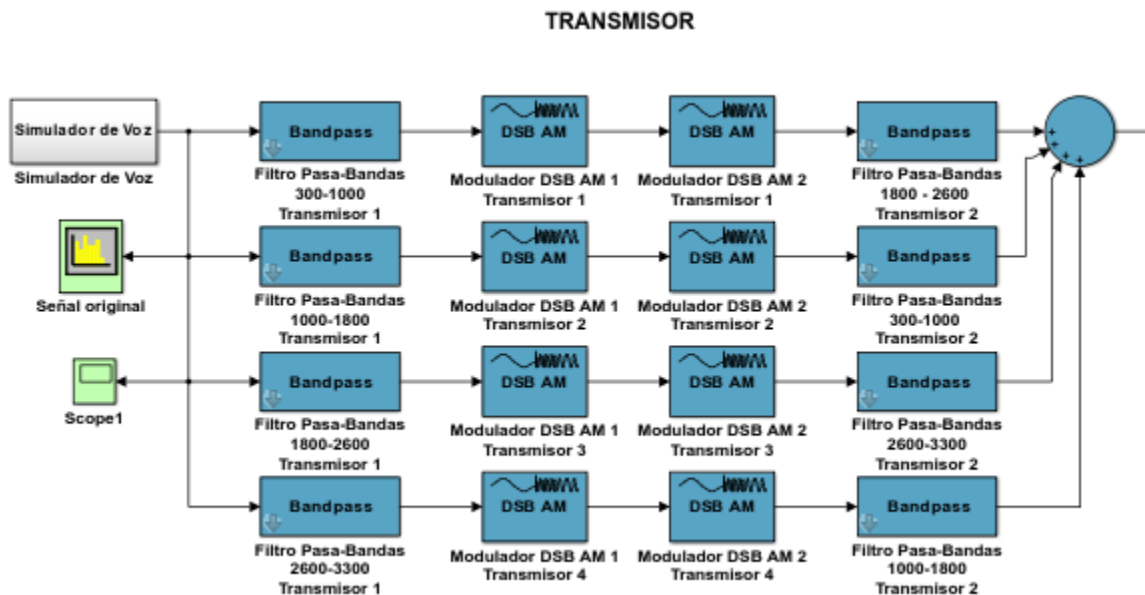 TRANSMISOR
Simulador de Voz
Simulador de Voz
Bandpass
Filtro Pasa-Bandas
300-1000
Transmisor 1
DSB AM
Modulador DSB AM 1
Transmisor 1
DSB AM
Modulador DSB AM 2
Transmisor 1
Bandpass
Filtro Pasa-Bandas
1800 - 2600
Transmisor 2
+
+
+
+
Señal original
Bandpass
Filtro Pasa-Bandas
1000-1800
Transmisor 1
DSB AM
Modulador DSB AM 1
Transmisor 2
DSB AM
Modulador DSB AM 2
Transmisor 2
Bandpass
Filtro Pasa-Bandas
300-1000
Transmisor 2
Scope1
Bandpass
Filtro Pasa-Bandas
1800-2600
Transmisor 1
DSB AM
Modulador DSB AM 1
Transmisor 3
DSB AM
Modulador DSB AM 2
Transmisor 3
Bandpass
Filtro Pasa-Bandas
2600-3300
Transmisor 2
Bandpass
Filtro Pasa-Bandas
2600-3300
Transmisor 1
DSB AM
Modulador DSB AM 1
Transmisor 4
DSB AM
Modulador DSB AM 2
Transmisor 4
Bandpass
Filtro Pasa-Bandas
1000-1800
Transmisor 2